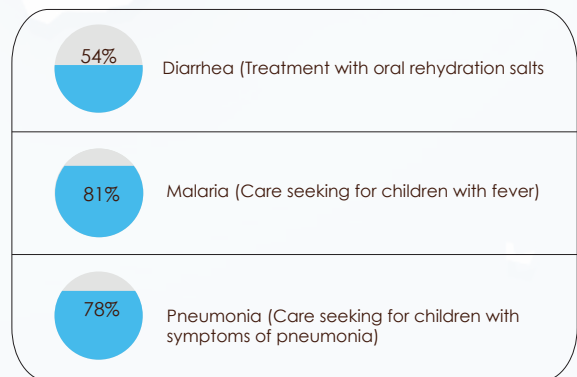 54%
Diarrhea (Treatment with oral rehydration salts
81%
Malaria (Care seeking for children with fever)
78%
Pneumonia (Care seeking for children with
symptoms of pneumonia)